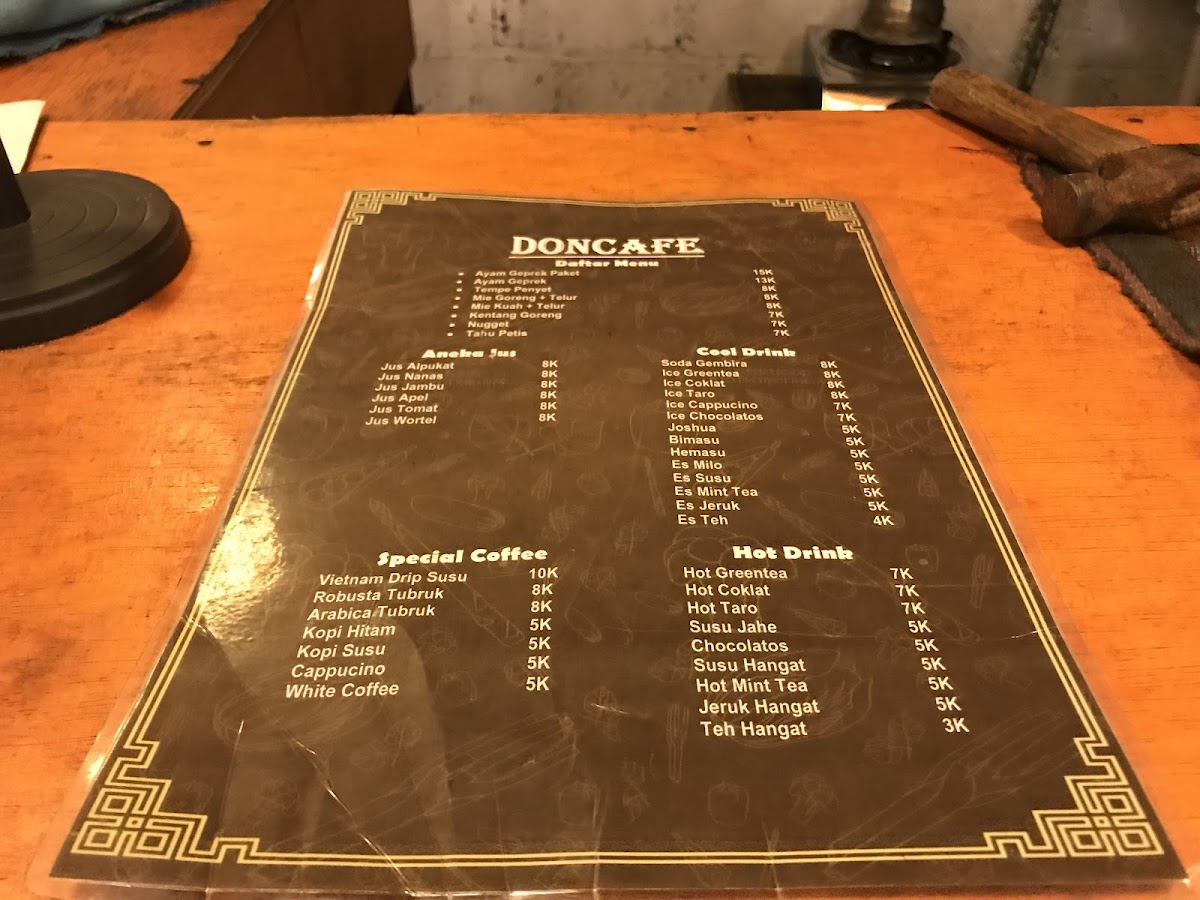 DONCAFE
Daftar Menu
• Ayam Geprek Paket 15K
• Ayam Geprek 13K
• Tempe Penyet 8K
• Mie Goreng + Telur 8K
• Mie Kuah + Telur 8K
• Kentang Goreng 7K
• Nugget 7K
• Tahu Petis 7K
Aneka Jus
Jus Alpukat 8K
Jus Nanas 8K
Jus Jambu 8K
Jus Apel 8K
Jus Tomat 8K
Jus Wortel 8K
Cool Drink
Soda Gembira 8K
Ice Greentea 8K
Ice Coklat 8K
Ice Taro 8K
Ice Cappucino 7K
Ice Chocolatos 7K
Joshua 5K
Bimasu 5K
Hemasu 5K
Es Milo 5K
Es Susu 5K
Es Mint Tea 5K
Es Jeruk 5K
Es Teh 4K
Special Coffee
Vietnam Drip Susu 10K
Robusta Tubruk 8K
Arabica Tubruk 8K
Kopi Hitam 5K
Kopi Susu 5K
Cappucino 5K
White Coffee 5K
Hot Drink
Hot Greentea 7K
Hot Coklat 7K
Hot Taro 7K
Susu Jahe 5K
Chocolatos 5K
Susu Hangat 5K
Hot Mint Tea 5K
Jeruk Hangat 5K
Teh Hangat 3K